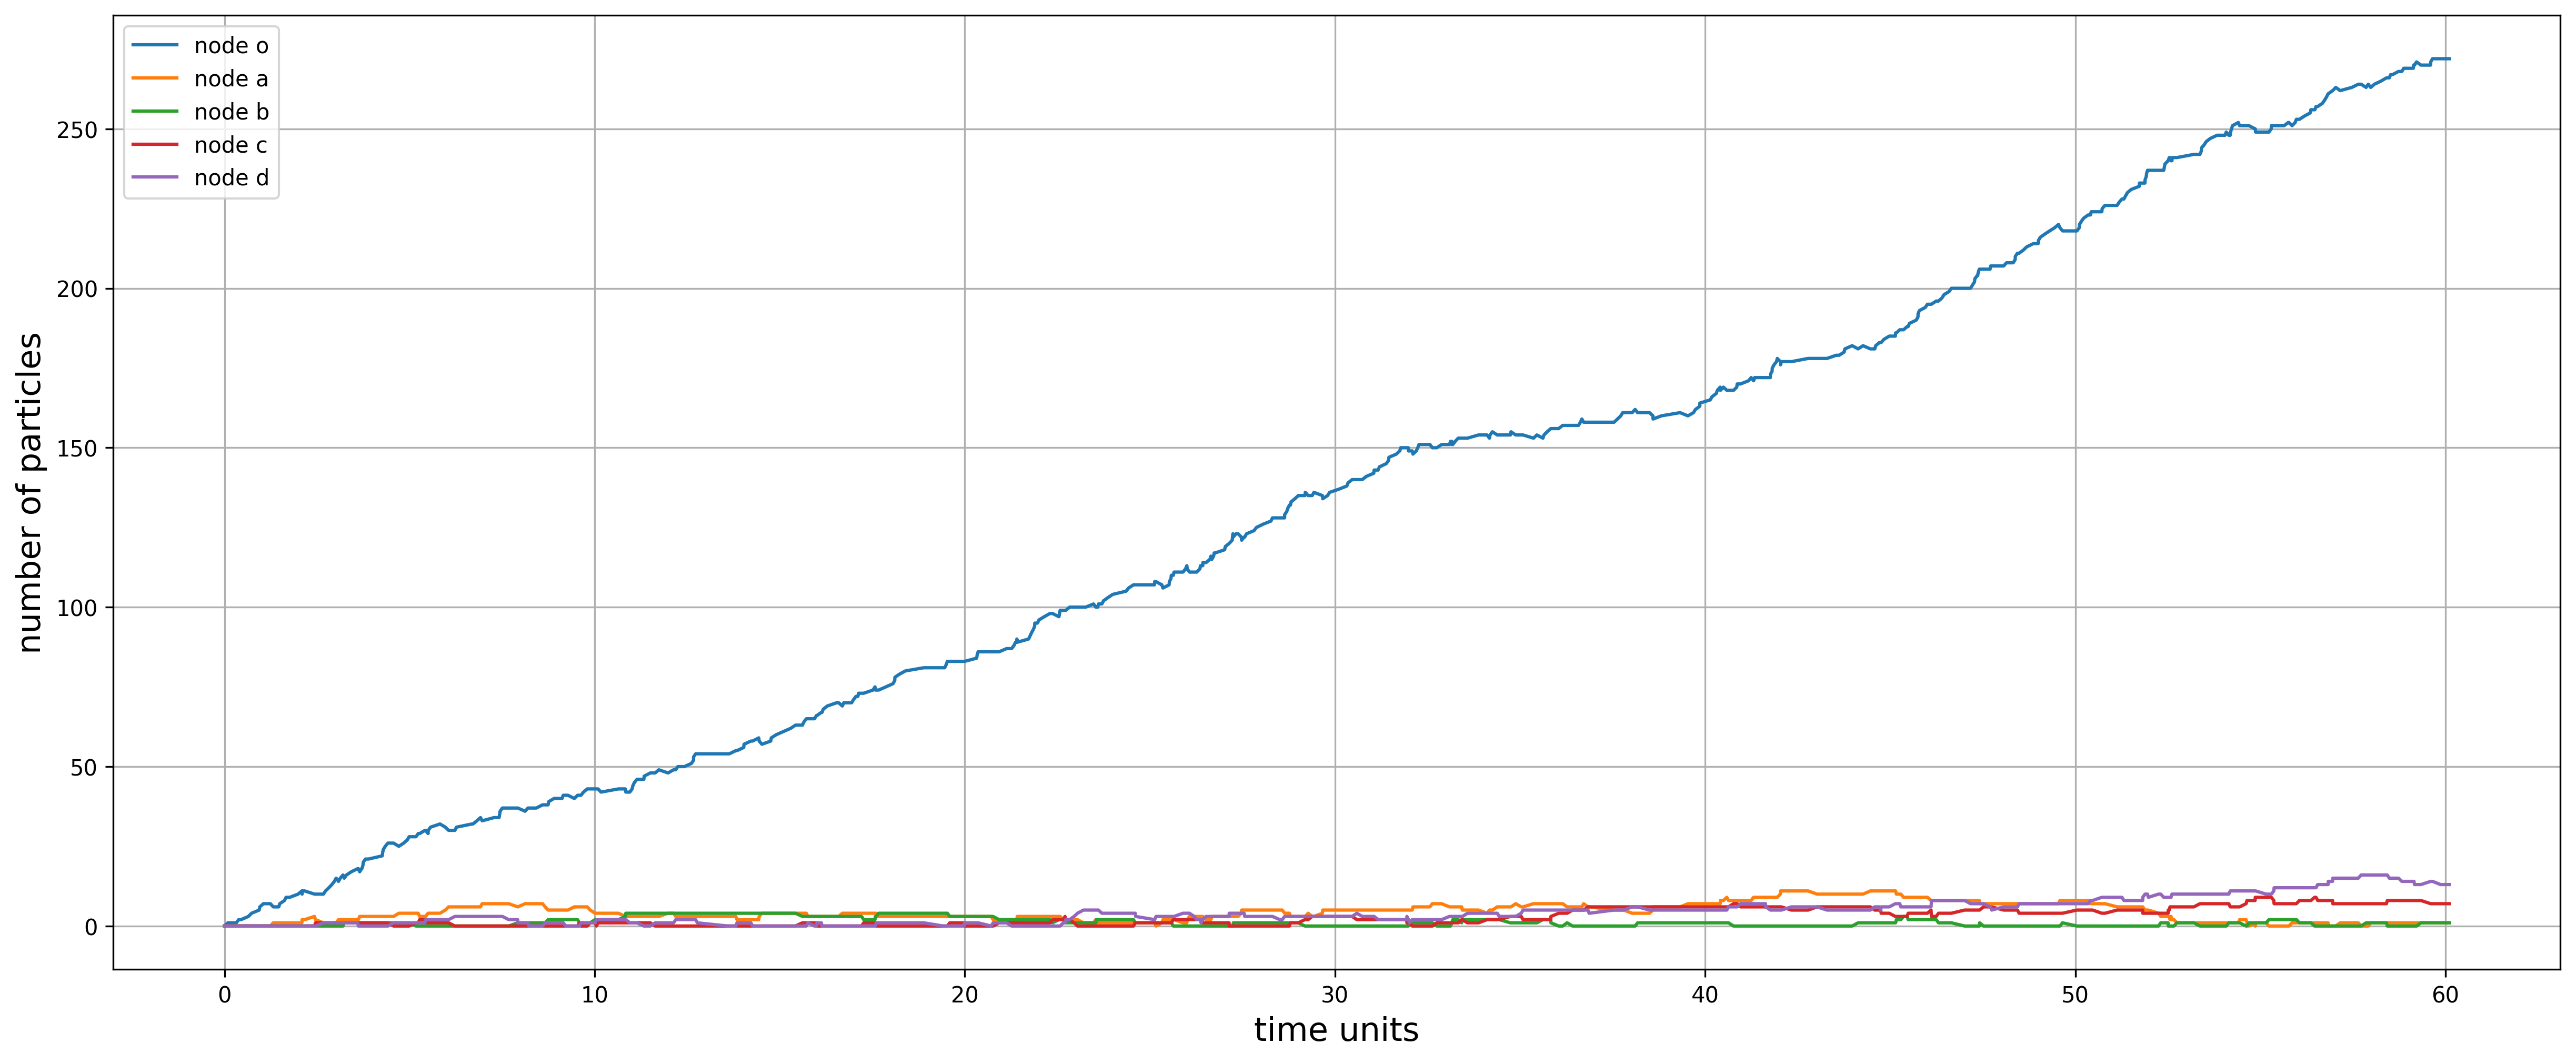 node o
node a
node b
node c
node d
number of particles
250
200
150
100
50
0
0 10 20 30 40 50 60
time units